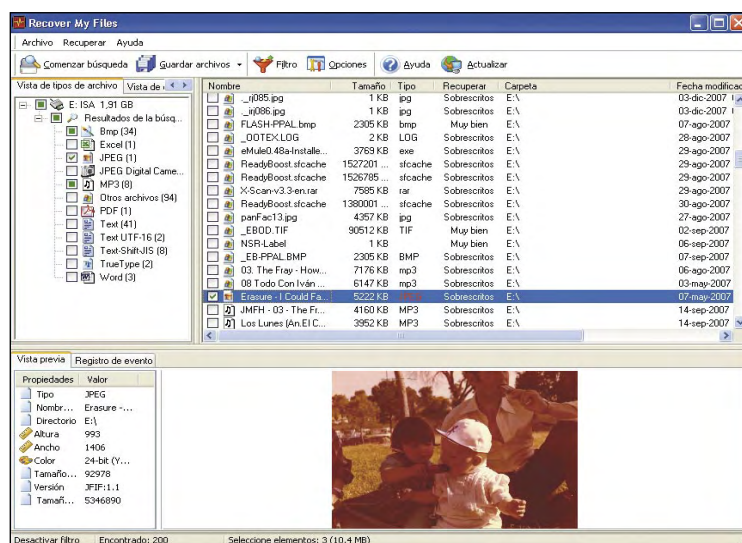 Recover My Files
Archivo Recuperar Ayuda
Comenzar búsqueda Guardar archivos Filtro Opciones Ayuda Actualizar
Vista de tipos de archivo Vista de
E: ISA 1,91 GB
Resultados de la búsq...
Bmp (34)
Excel (1)
JPEG (1)
JPEG Digital Came...
MP3 (8)
Otros archivos (94)
PDF (1)
Text (41)
Text UTF-16 (2)
Text-ShiftJIS (8)
TrueType (2)
Word (3)
Nombre Tamaño Tipo Recuperar Carpeta Fecha modificac
._rj085.jpg 1 KB jpg Sobrescritos E:\ 03-dic-2007
._irj086.jpg 1 KB jpg Sobrescritos E:\ 03-dic-2007
FLASH-PPAL.bmp 2305 KB bmp Muy bien E:\ 07-ago-2007
_OOTEX.LOG 2 KB LOG Sobrescritos E:\ 28-ago-2007
eMule0.48a-Installe... 3769 KB exe Sobrescritos E:\ 29-ago-2007
ReadyBoost.sfcache 1527201 ... sfcache Sobrescritos E:\ 29-ago-2007
ReadyBoost.sfcache 1526785 ... sfcache Sobrescritos E:\ 29-ago-2007
X-Scan-v3.3-en.rar 7585 KB rar Sobrescritos E:\ 29-ago-2007
ReadyBoost.sfcache 1380001 ... sfcache Sobrescritos E:\ 30-ago-2007
panFac13.jpg 4357 KB jpg Sobrescritos E:\ 27-ago-2007
_EBOD.TIF 90512 KB TIF Muy bien E:\ 02-sep-2007
NSR-Label 1 KB Muy bien E:\ 06-sep-2007
_EB-PPAL.BMP 2305 KB BMP Sobrescritos E:\ 07-sep-2007
03. The Fray - How... 7176 KB mp3 Sobrescritos E:\ 06-ago-2007
08 Todo Con Iván ... 6147 KB mp3 Sobrescritos E:\ 03-may-2007
Erasure - I Could Fa... 5222 KB Sobrescritos E:\ 07-may-2007
JMFH - 03 - The Fr... 4160 KB MP3 Sobrescritos E:\ 14-sep-2007
Los Lunes (An.El C... 3952 KB MP3 Sobrescritos E:\ 14-sep-2007
Vista previa Registro de evento
Propiedades Valor
Tipo JPEG
Nombr... Erasure -...
Directorio E:\
Altura 993
Ancho 1406
Color 24-bit (Y...
Tamaño... 92978
Versión JFIF:1.1
Tamañ... 5346890
Desactivar filtro Encontrado: 200 Seleccione elementos: 3 (10.4 MB)